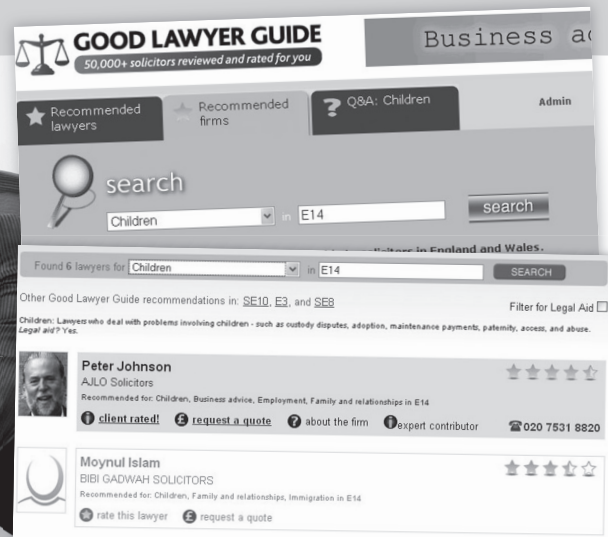 GOOD LAWYER GUIDE
50,000+ solicitors reviewed and rated for you
Business
Recommended lawyers
Recommended firms
? Q&A: Children
Admin
search
Children in E14 search
solicitors in England and Wales.
Found 6 lawyers for Children in E14 SEARCH
Other Good Lawyer Guide recommendations in: SE10, E3, and SE8
Filter for Legal Aid
Children: Lawyers who deal with problems involving children - such as custody disputes, adoption, maintenance payments, paternity, access, and abuse.
Legal aid? Yes.
Peter Johnson
AJLO Solicitors
Recommended for: Children, Business advice, Employment, Family and relationships in E14
client rated! £ request a quote ? about the firm expert contributor 020 7531 8820
Moynul Islam
BIBI GADWAH SOLICITORS
Recommended for: Children, Family and relationships, Immigration in E14
rate this lawyer £ request a quote